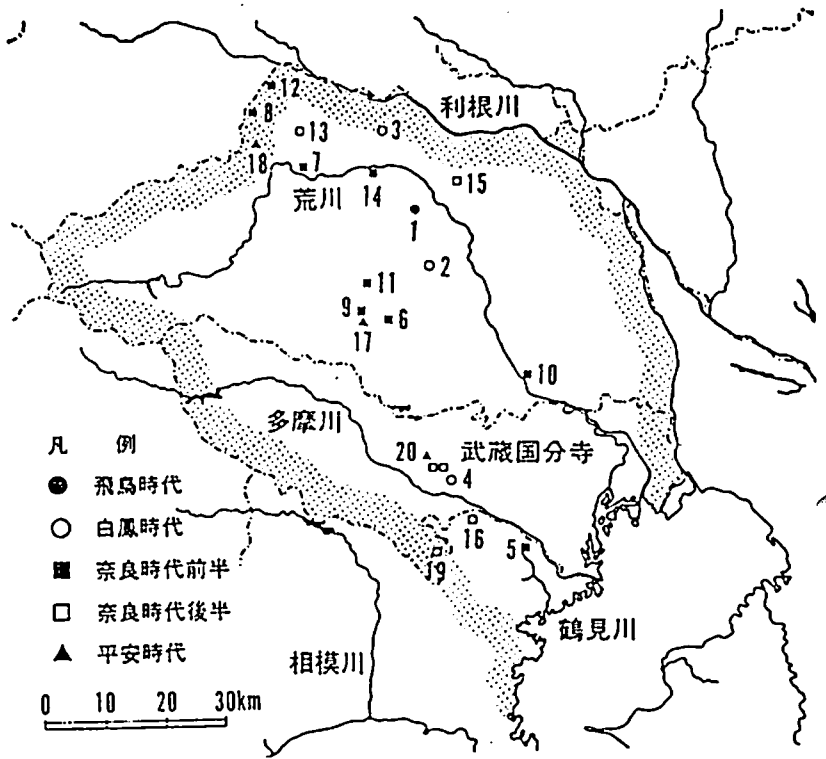 12
利根川
8
13
3
18
7
荒川
14
15
1
2
11
9
6
17
10
多摩川
武蔵国分寺
20
4
16
5
19
鶴見川
相模川
凡 例
飛鳥時代
白鳳時代
奈良時代前半
奈良時代後半
平安時代
0 10 20 30km